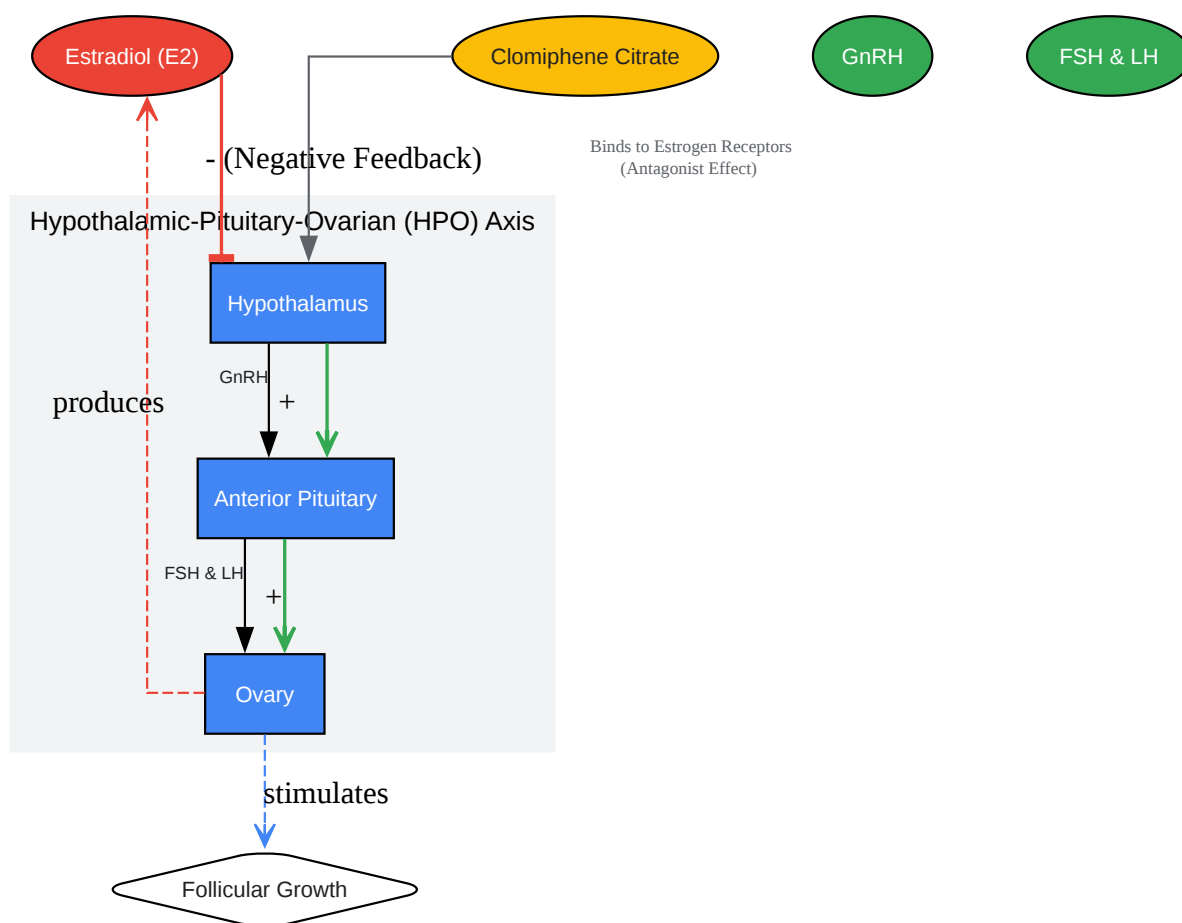 Estradiol (E2)
Clomiphene Citrate
GnRH
FSH & LH
- (Negative Feedback)
Binds to Estrogen Receptors
(Antagonist Effect)
Hypothalamic-Pituitary-Ovarian (HPO) Axis
Hypothalamus
GnRH
+
produces
Anterior Pituitary
FSH & LH
+
Ovary
stimulates
Follicular Growth